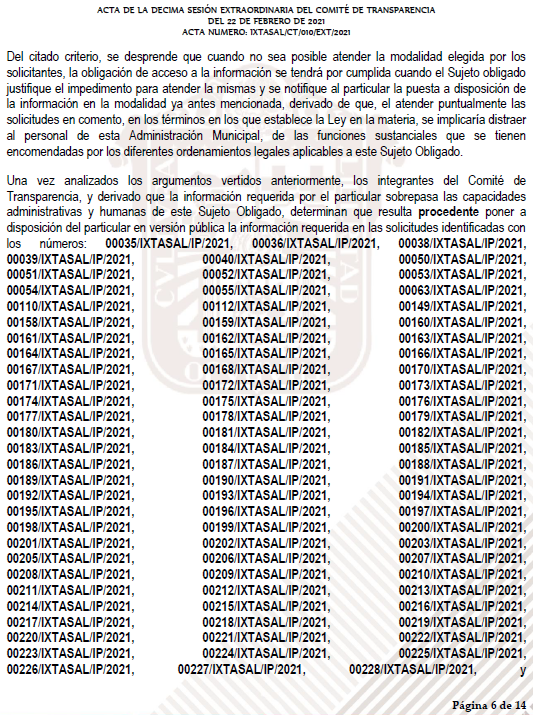 ACTA DE LA DECIMA SESIÓN EXTRAORDINARIA DEL COMITÉ DE TRANSPARENCIA
DEL 22 DE FEBRERO DE 2021
ACTA NUMERO: IXTASAL/CT/010/EXT/2021
Del citado criterio, se desprende que cuando no sea posible atender la modalidad elegida por los
solicitantes, la obligación de acceso a la información se tendrá por cumplida cuando el Sujeto obligado
justifique el impedimento para atender la mismas y se notifique al particular la puesta a disposición de
la información en la modalidad ya antes mencionada, derivado de que, el atender puntualmente las
solicitudes en comento, en los términos en los que establece la Ley en la materia, se implicaría distraer
al personal de esta Administración Municipal, de las funciones sustanciales, que se tienen
encomendadas por los diferentes ordenamientos legales aplicables a este Sujeto Obligado.
Una vez analizados los argumentos vertidos anteriormente, los integrantes del Comité de
Transparencia, y derivado que la información requerida por el particular sobrepasa las capacidades
administrativas y humanas de este Sujeto Obligado, determinan que resulta procedente poner a
disposición del particular en versión pública la información requerida en las solicitudes identificadas con
los números: 00035/IXTASAL/IP/2021, 00036/IXTASAL/IP/2021, 00038/IXTASAL/IP/2021,
00039/IXTASAL/IP/2021, 00040/IXTASAL/IP/2021, 00050/IXTASAL/IP/2021,
00051/IXTASAL/IP/2021, 00052/IXTASAL/IP/2021, 00053/IXTASAL/IP/2021,
00054/IXTASAL/IP/2021, 00055/IXTASAL/IP/2021, 00063/IXTASAL/IP/2021,
00110/IXTASAL/IP/2021, 00112/IXTASAL/IP/2021, 00149/IXTASAL/IP/2021,
00158/IXTASAL/IP/2021, 00159/IXTASAL/IP/2021, 00160/IXTASAL/IP/2021,
00161/IXTASAL/IP/2021, 00162/IXTASAL/IP/2021, 00163/IXTASAL/IP/2021,
00164/IXTASAL/IP/2021, 00165/IXTASAL/IP/2021, 00166/IXTASAL/IP/2021,
00167/IXTASAL/IP/2021, 00168/IXTASAL/IP/2021, 00170/IXTASAL/IP/2021,
00171/IXTASAL/IP/2021, 00172/IXTASAL/IP/2021, 00173/IXTASAL/IP/2021,
00174/IXTASAL/IP/2021, 00175/IXTASAL/IP/2021, 00176/IXTASAL/IP/2021,
00177/IXTASAL/IP/2021, 00178/IXTASAL/IP/2021, 00179/IXTASAL/IP/2021,
00180/IXTASAL/IP/2021, 00181/IXTASAL/IP/2021, 00182/IXTASAL/IP/2021,
00183/IXTASAL/IP/2021, 00184/IXTASAL/IP/2021, 00185/IXTASAL/IP/2021,
00186/IXTASAL/IP/2021, 00187/IXTASAL/IP/2021, 00188/IXTASAL/IP/2021,
00189/IXTASAL/IP/2021, 00190/IXTASAL/IP/2021, 00191/IXTASAL/IP/2021,
00192/IXTASAL/IP/2021, 00193/IXTASAL/IP/2021, 00194/IXTASAL/IP/2021,
00195/IXTASAL/IP/2021, 00196/IXTASAL/IP/2021, 00197/IXTASAL/IP/2021,
00198/IXTASAL/IP/2021, 00199/IXTASAL/IP/2021, 00200/IXTASAL/IP/2021,
00201/IXTASAL/IP/2021, 00202/IXTASAL/IP/2021, 00203/IXTASAL/IP/2021,
00205/IXTASAL/IP/2021, 00206/IXTASAL/IP/2021, 00207/IXTASAL/IP/2021,
00208/IXTASAL/IP/2021, 00209/IXTASAL/IP/2021, 00210/IXTASAL/IP/2021,
00211/IXTASAL/IP/2021, 00212/IXTASAL/IP/2021, 00213/IXTASAL/IP/2021,
00214/IXTASAL/IP/2021, 00215/IXTASAL/IP/2021, 00216/IXTASAL/IP/2021,
00217/IXTASAL/IP/2021, 00218/IXTASAL/IP/2021, 00219/IXTASAL/IP/2021,
00220/IXTASAL/IP/2021, 00221/IXTASAL/IP/2021, 00222/IXTASAL/IP/2021,
00223/IXTASAL/IP/2021, 00224/IXTASAL/IP/2021, 00225/IXTASAL/IP/2021,
00226/IXTASAL/IP/2021, 00227/IXTASAL/IP/2021, 00228/IXTASAL/IP/2021, y
Página 6 de 14